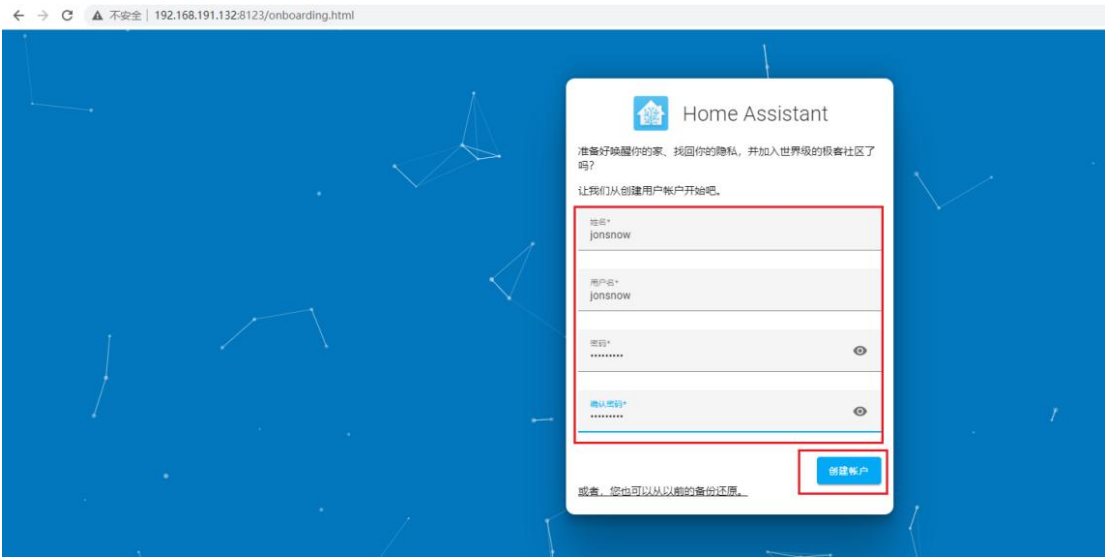 不安全 | 192.168.191.132:8123/onboarding.html
Home Assistant
准备好唤醒你的家、找回你的隐私，并加入世界级的极客社区了
吗?
让我们从创建用户帐户开始吧。
姓名*
jonsnow
用户名*
jonsnow
密码*
•••••••••
确认密码*
•••••••••
创建帐户
或者，您也可以从以前的备份还原。